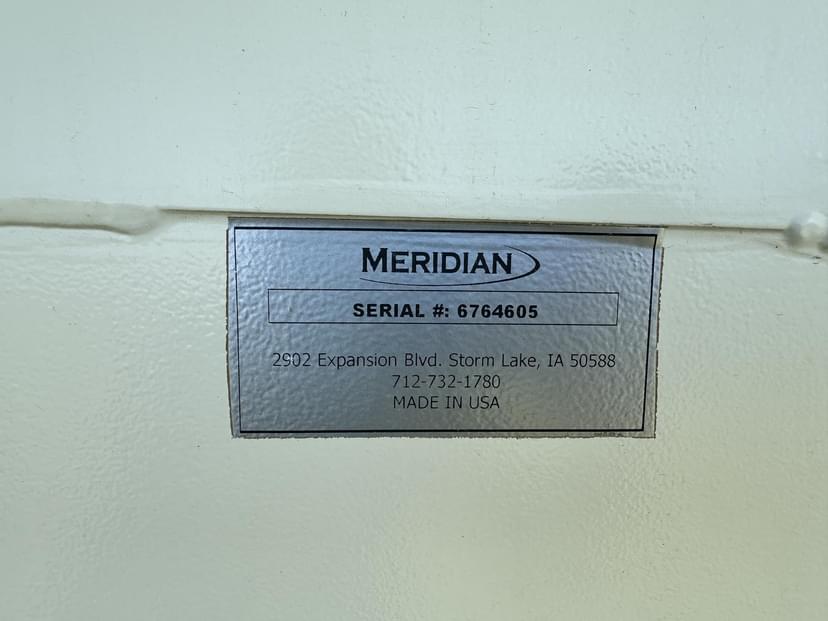 MERIDIAN
SERIAL #: 6764605
2902 Expansion Blvd. Storm Lake, IA 50588
712-732-1780
MADE IN USA